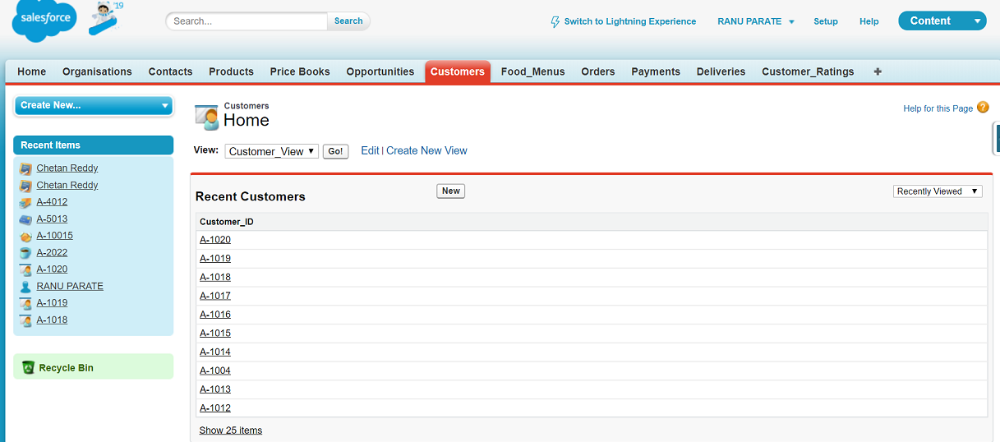 salesforce
'19
Search...
Search
Switch to Lightning Experience
RANU PARATE
Setup
Help
Content
Home Organisations Contacts Products Price Books Opportunities Customers Food_Menus Orders Payments Deliveries Customer_Ratings +
Create New...
Recent Items
Chetan Reddy
Chetan Reddy
A-4012
A-5013
A-10015
A-2022
A-1020
RANU PARATE
A-1019
A-1018
Recycle Bin
Customers
Home
Help for this Page ?
View: Customer_View Go! Edit | Create New View
Recent Customers New Recently Viewed
Customer_ID
A-1020
A-1019
A-1018
A-1017
A-1016
A-1015
A-1014
A-1004
A-1013
A-1012
Show 25 items